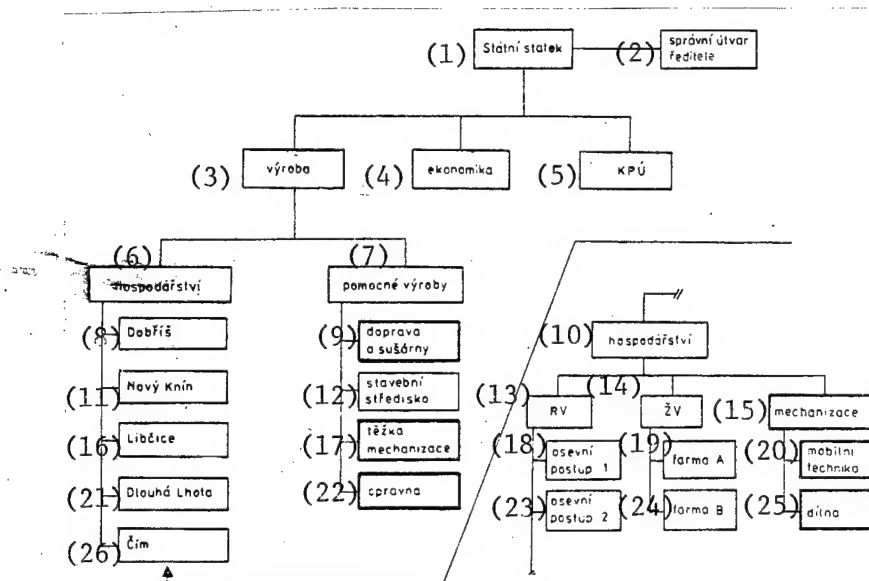 (1) Státní statek
(2) správní útvar
ředitele
(3) výroba
(4) ekonomika
(5) KPÚ
(6) hospodářství
(7) pomocné výroby
(8) Dobříš
(9) doprava
a sušárny
(10) hospodářství
(11) Nový Knín
(12) stavební
středisko
(13) RV
(14) ŽV
(15) mechanizace
(16) Libčice
(17) těžka
mechanizace
(18) osevní
postup 1
(19) farma A
(20) mobilní
technika
(21) Dlouhá Lhota
(22) opravna
(23) osevní
postup 2
(24) farma B
(25) dílna
(26) Čím